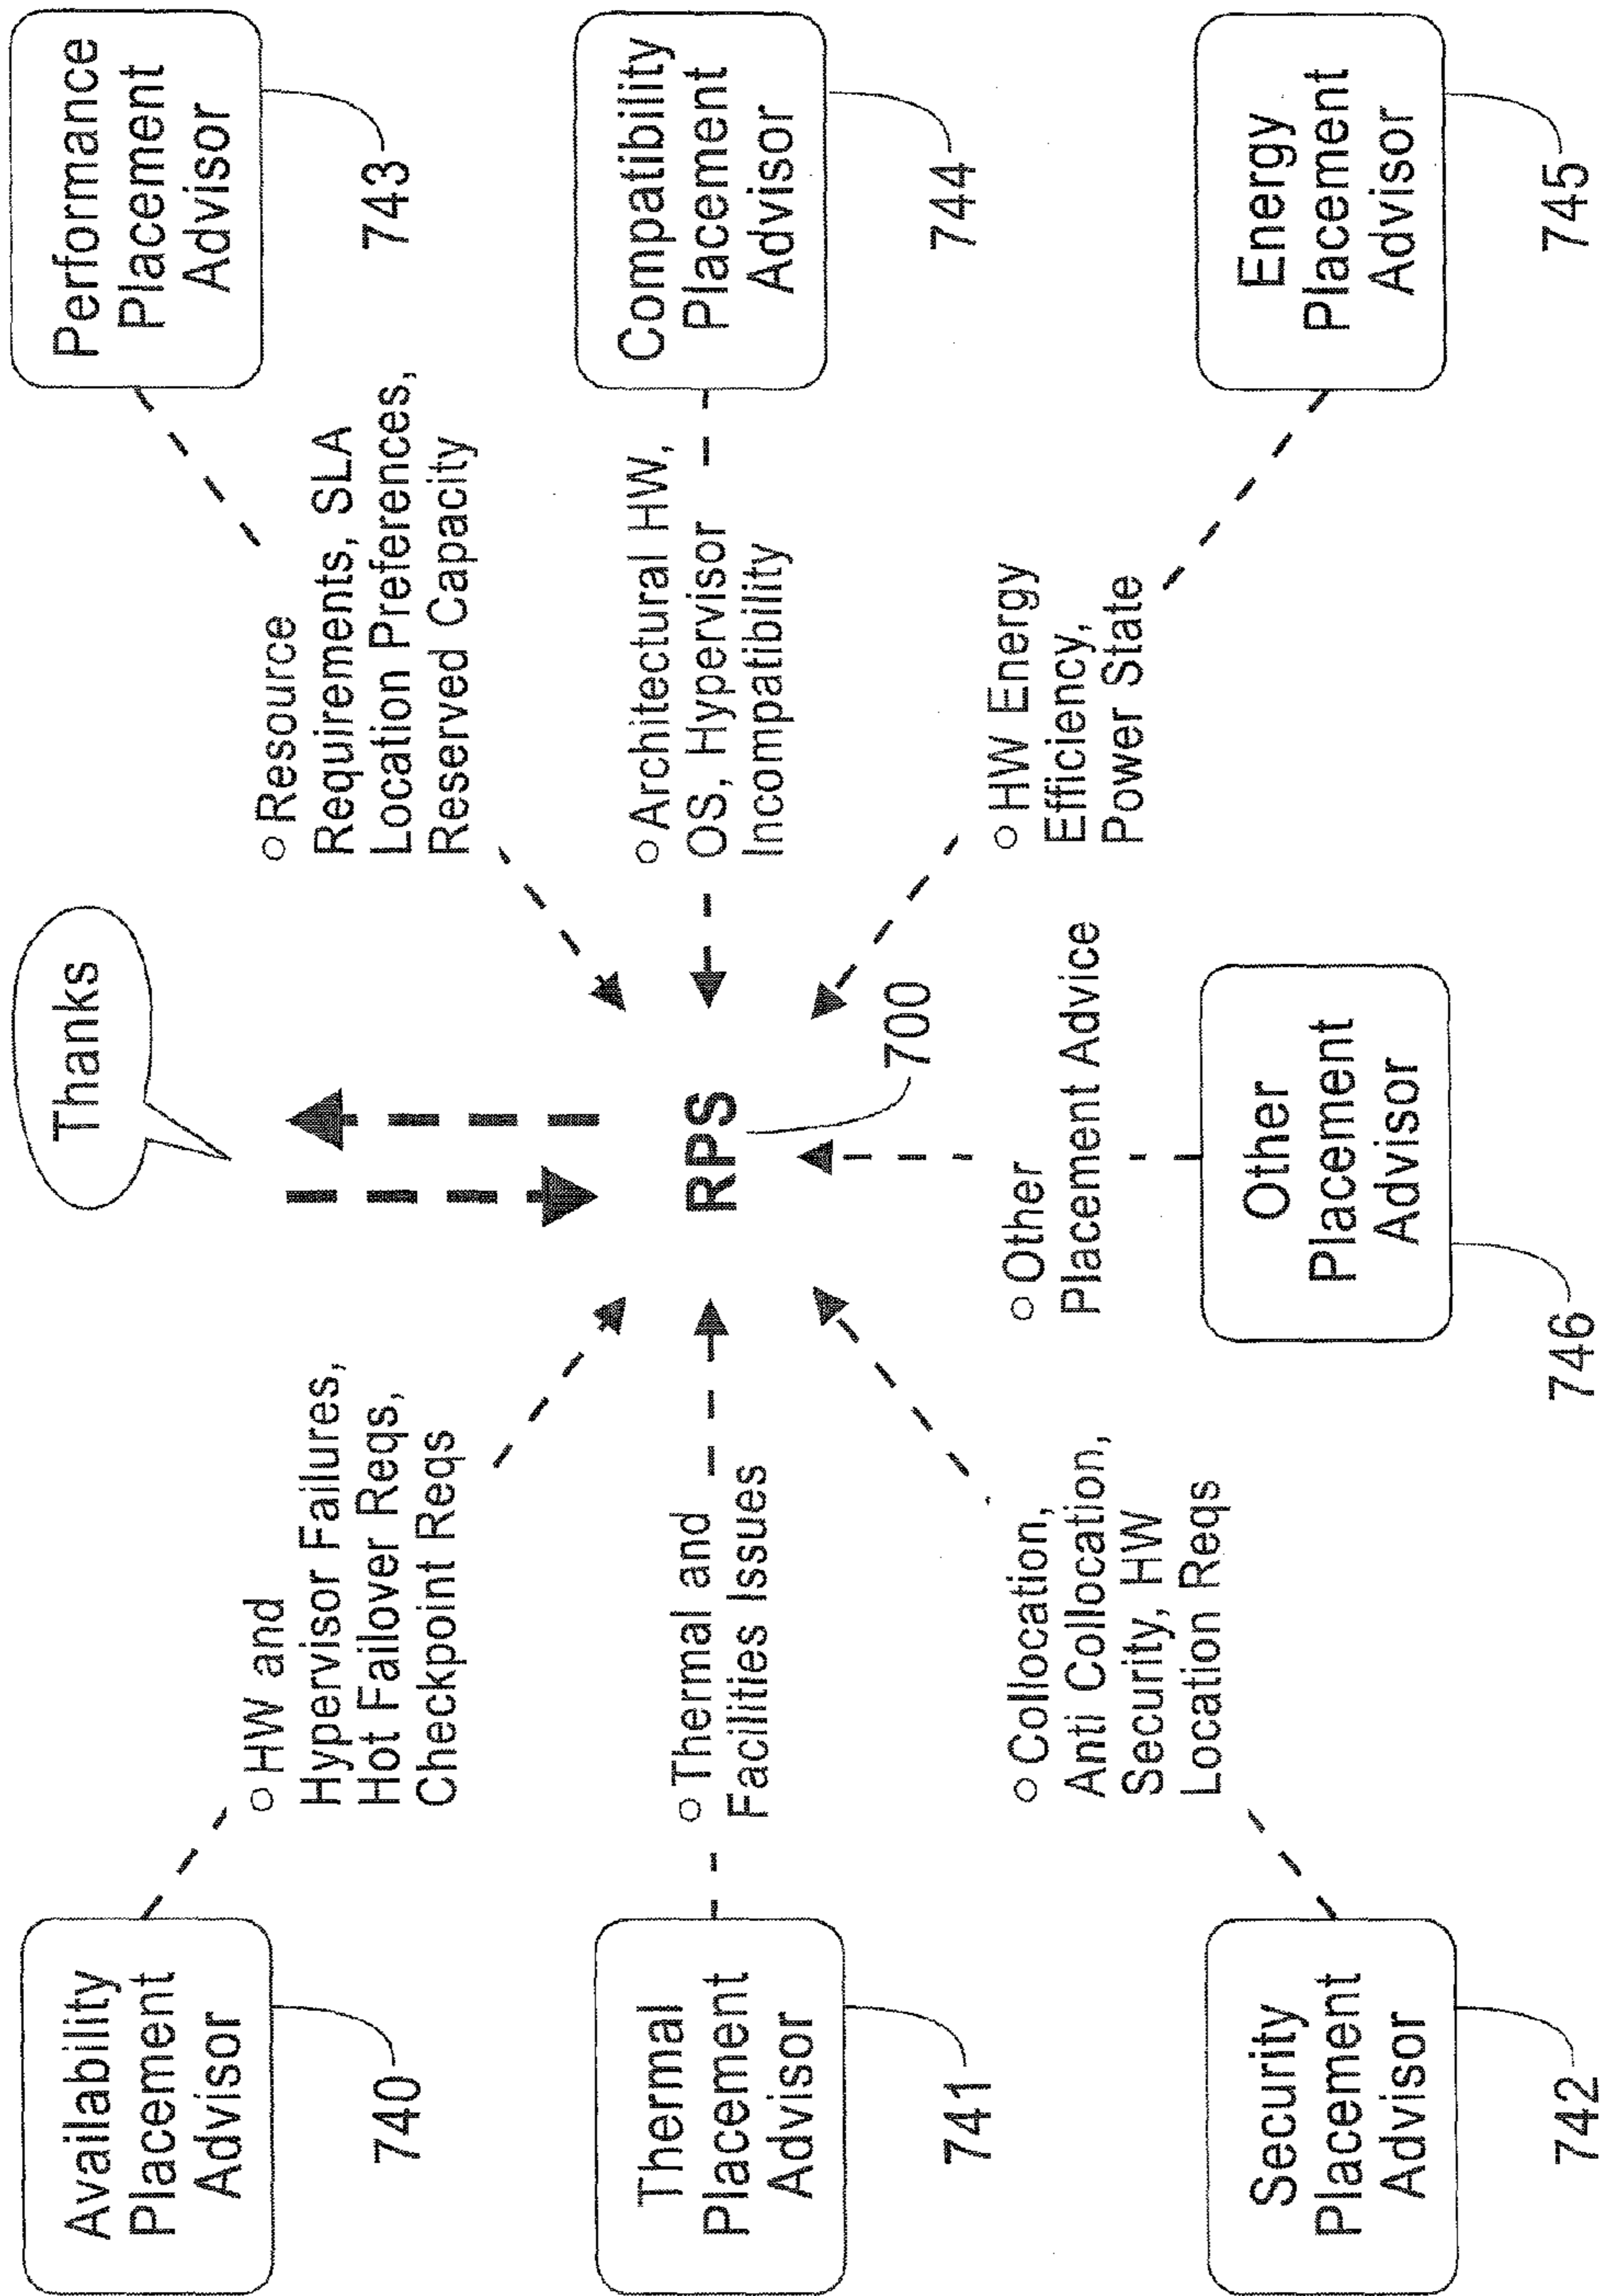 Thanks
Availability
Placement
Advisor
740
HW and
Hypervisor Failures,
Hot Failover Reqs,
Checkpoint Reqs
Resource
Requirements, SLA
Location Preferences,
Reserved Capacity
Performance
Placement
Advisor
743
Thermal
Placement
Advisor
741
Thermal and
Facilities Issues
RPS
700
Architectural HW,
OS, Hypervisor
Incompatibility
Compatibility
Placement
Advisor
744
Security
Placement
Advisor
742
Collocation,
Anti Collocation,
Security, HW
Location Reqs
Other
Placement Advice
Other
Placement
Advisor
746
HW Energy
Efficiency,
Power State
Energy
Placement
Advisor
745